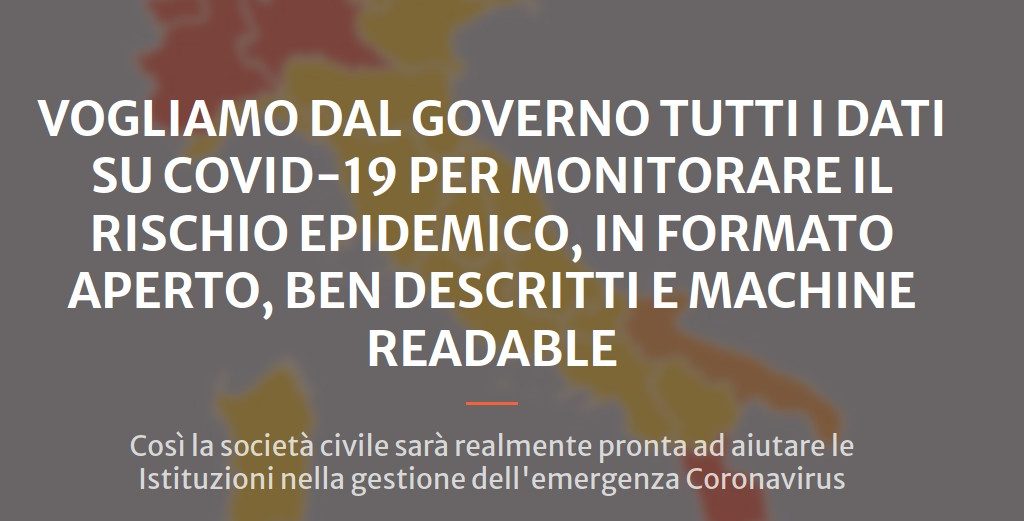 VOGLIAMO DAL GOVERNO TUTTI I DATI
SU COVID-19 PER MONITORARE IL
RISCHIO EPIDEMICO, IN FORMATO
APERTO, BEN DESCRITTI E MACHINE
READABLE
Così la società civile sarà realmente pronta ad aiutare le
Istituzioni nella gestione dell'emergenza Coronavirus